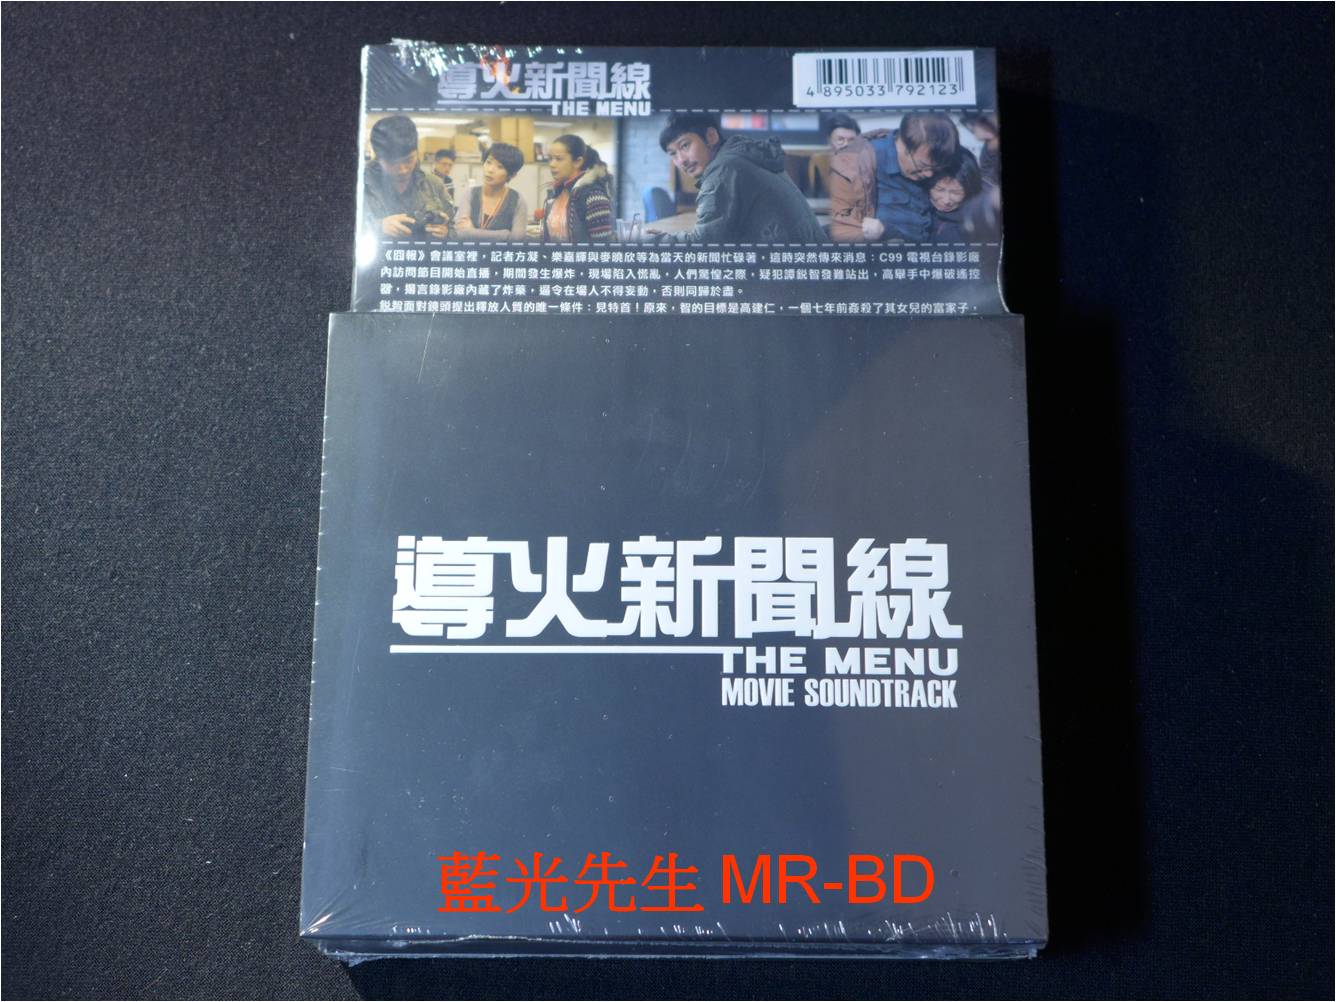 導火新聞線
THE MENU
4 895033 792123
《囧報》會議室裡，記者方凝、樂嘉輝與麥曉欣等為當天的新聞忙碌著，這時突然傳來消息：C99 電視台錄影廠
內訪問節目開始直播，期間發生爆炸，現場陷入慌亂，人們驚惶之際，疑犯譚鋭智發難站出，高舉手中爆破遙控
器，揚言錄影廠內藏了炸藥，逼令在場人不得妄動，否則同歸於盡。
鋭智面對鏡頭提出釋放人質的唯一條件：見特首！原來，智的目標是高建仁，一個七年前姦殺了其女兒的富家子，
導火新聞線
THE MENU
MOVIE SOUNDTRACK
藍光先生 MR-BD